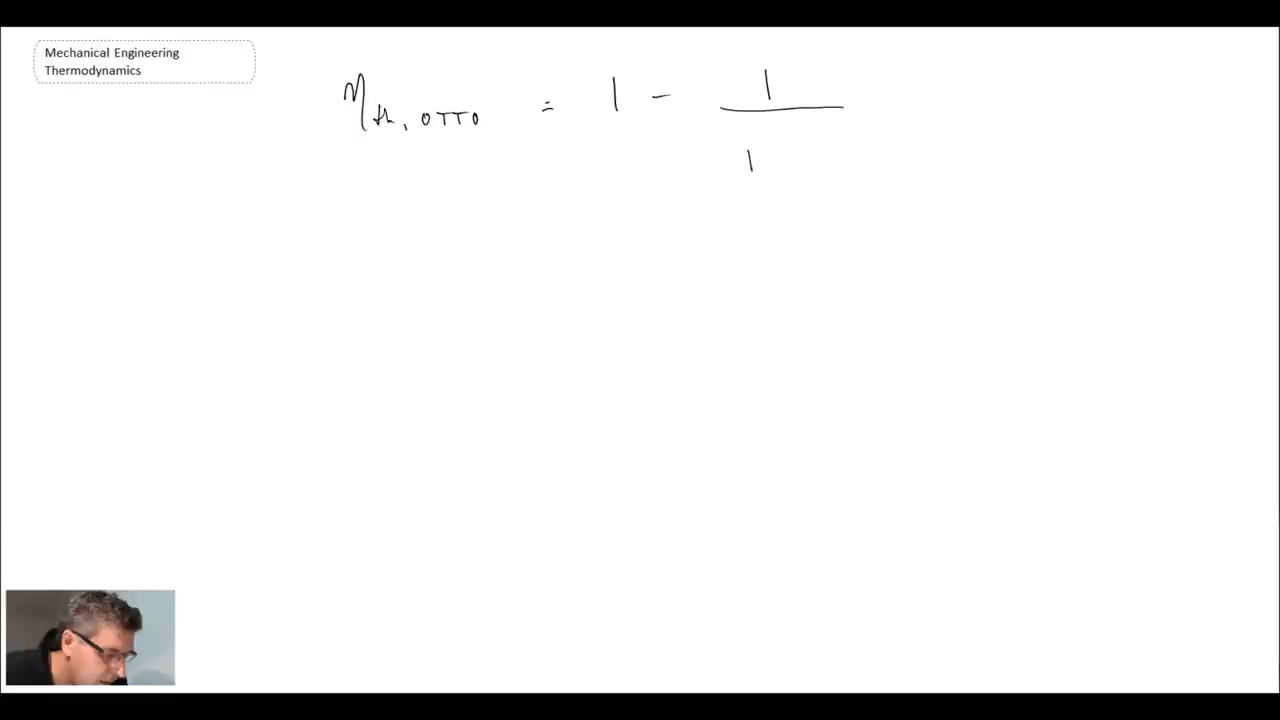 Mechanical Engineering
Thermodynamics
η th, OTTO = 1 - 1
1